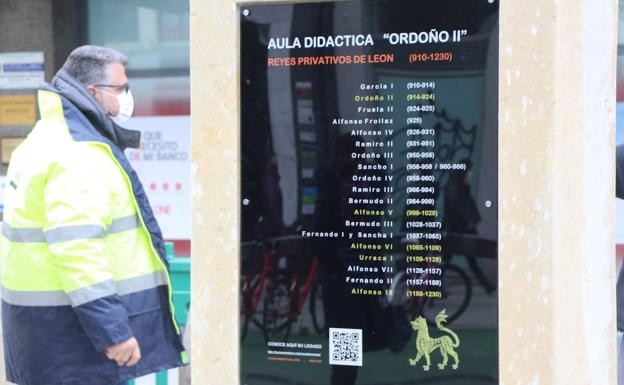 AULA DIDACTICA "ORDOÑO II"
REYES PRIVATIVOS DE LEON (910-1230)
Garcia I (910-914)
Ordoño II (914-924)
Fruela II (924-925)
Alfonso Froilaz (925)
Alfonso IV (926-931)
Ramiro II (931-951)
Ordoño III (950-956)
Sancho I (956-958 / 960-966)
Ordoño IV (958-960)
Ramiro III (966-984)
Bermudo II (984-999)
Alfonso V (999-1028)
Bermudo III (1028-1037)
Fernando I y Sancha I (1037-1065)
Alfonso VI (1065-1109)
Urraca I (1109-1126)
Alfonso VII (1126-1157)
Fernando II (1157-1188)
Alfonso IX (1188-1230)
CONOCE AQUÍ SU LEGADO
QUE
NECESITO
DE MI BANCO